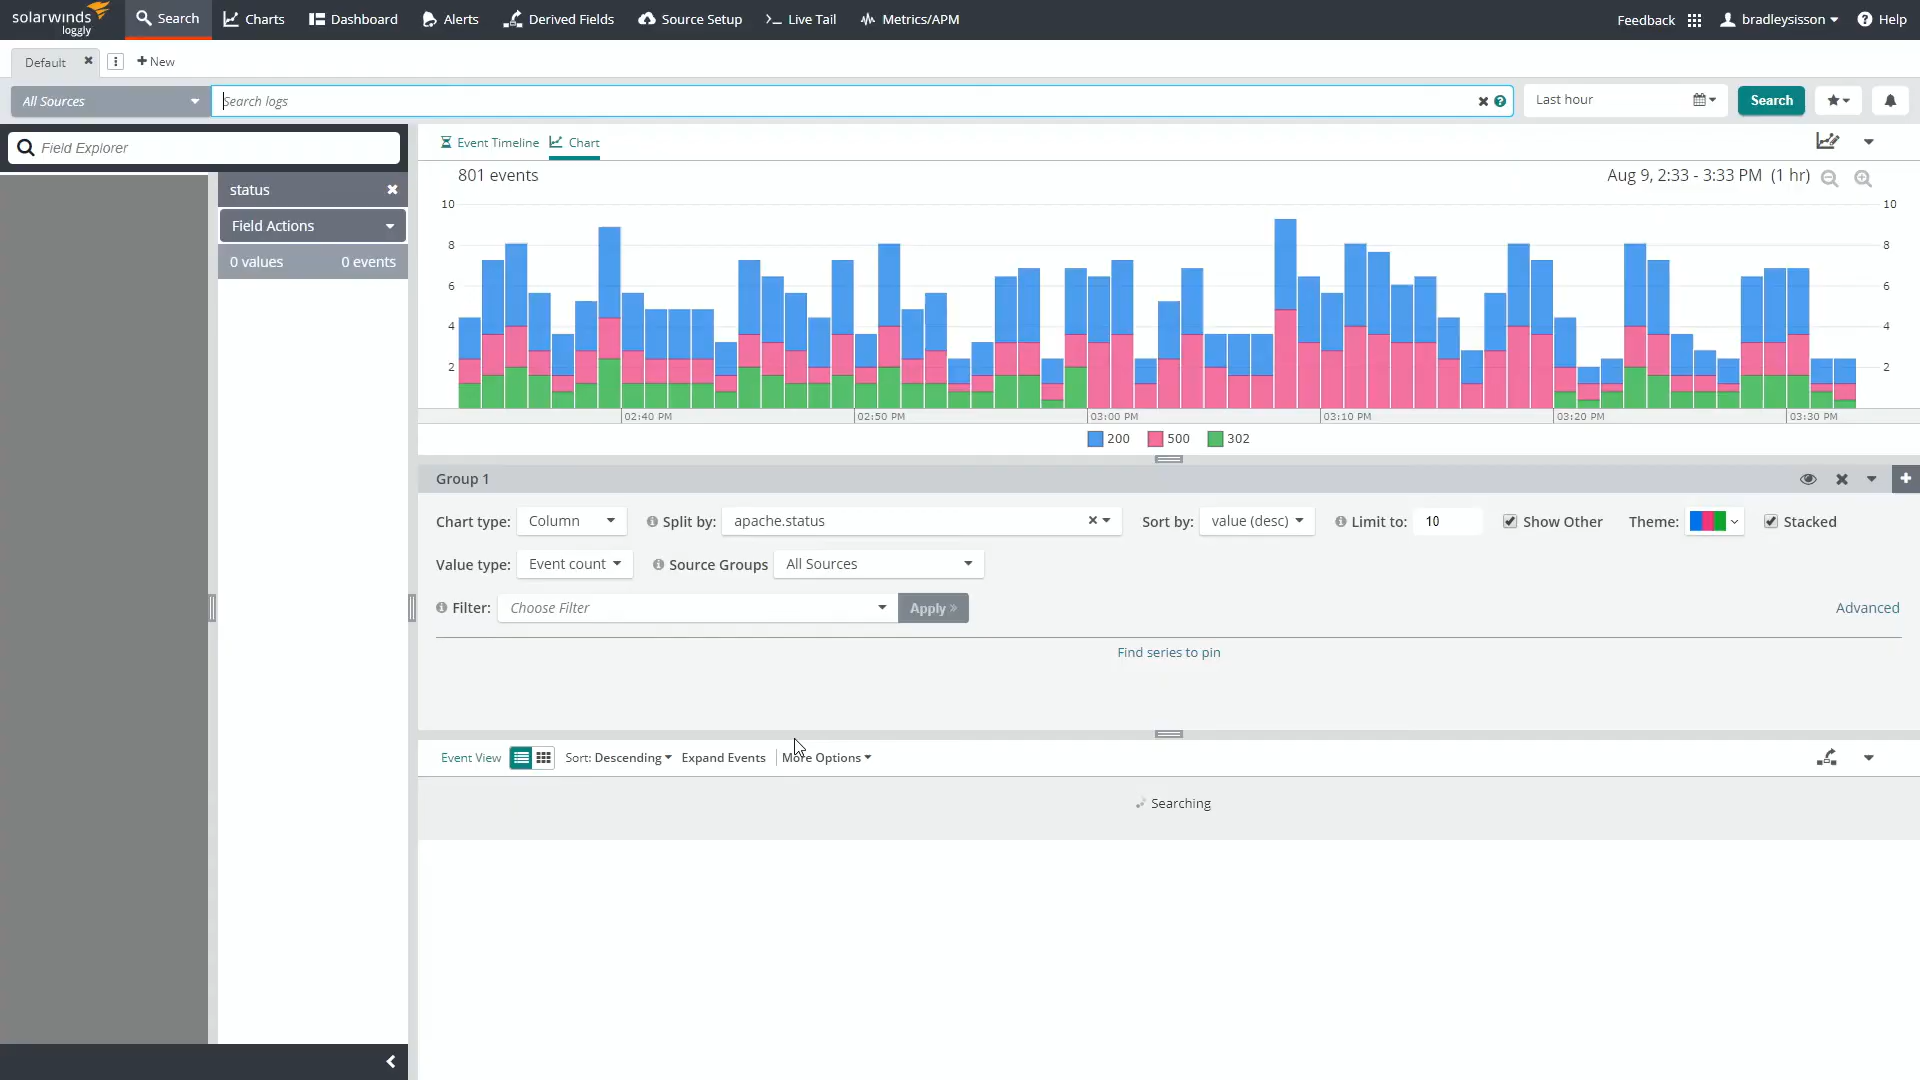 solarwinds
loggly
Search
Charts
Dashboard
Alerts
Derived Fields
Source Setup
Live Tail
Metrics/APM
Feedback
bradleysisson
Help
Default
New
All Sources
Search logs
Last hour
Search
Field Explorer
status
Field Actions
0 values 0 events
Event Timeline
Chart
801 events
Aug 9, 2:33 - 3:33 PM (1 hr)
10
8
6
4
2
10
8
6
4
2
02:40 PM
02:50 PM
03:00 PM
03:10 PM
03:20 PM
03:30 PM
200
500
302
Group 1
Chart type: Column
Split by: apache.status
Sort by: value (desc)
Limit to: 10
Show Other
Theme:
Stacked
Value type: Event count
Source Groups All Sources
Filter: Choose Filter
Apply »
Advanced
Find series to pin
Event View
Sort: Descending
Expand Events
More Options
Searching